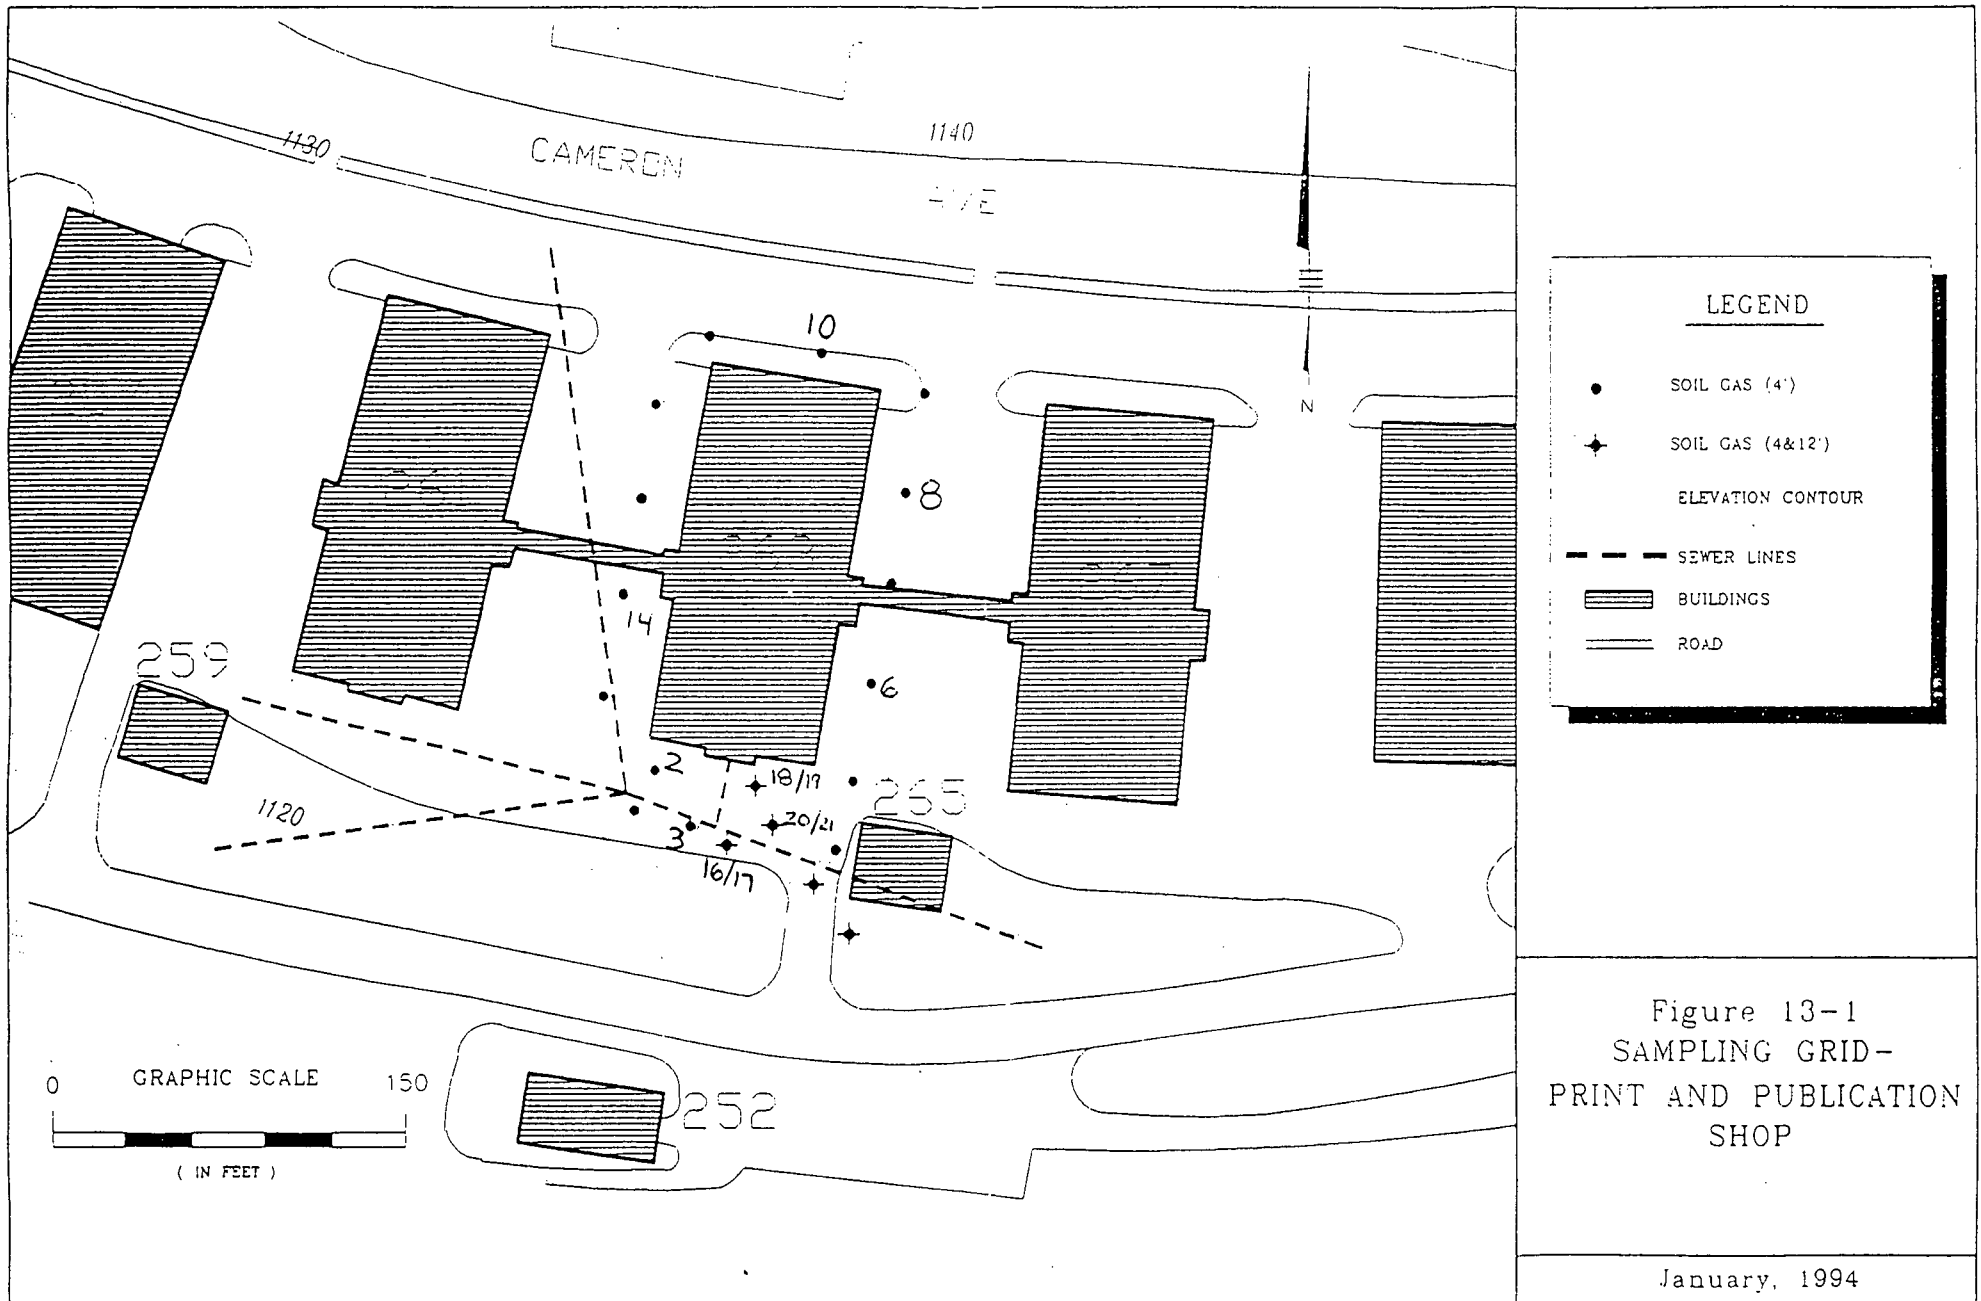 1130
CAMERON
AVE
1140
10
8
14
259
6
2
18/19
265
20/21
3
16/17
1120
N
GRAPHIC SCALE
0
150
( IN FEET )
252
LEGEND
SOIL GAS (4')
SOIL GAS (4&12')
ELEVATION CONTOUR
SEWER LINES
BUILDINGS
ROAD
Figure 13-1
SAMPLING GRID-
PRINT AND PUBLICATION
SHOP
January, 1994